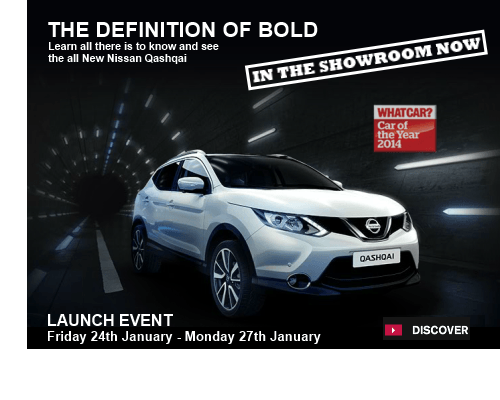 THE DEFINITION OF BOLD
Learn all there is to know and see
the all New Nissan Qashqai
IN THE SHOWROOM NOW
WHATCAR?
Car of
the Year
2014
NISSAN
QASHQAI
LAUNCH EVENT
Friday 24th January - Monday 27th January
DISCOVER